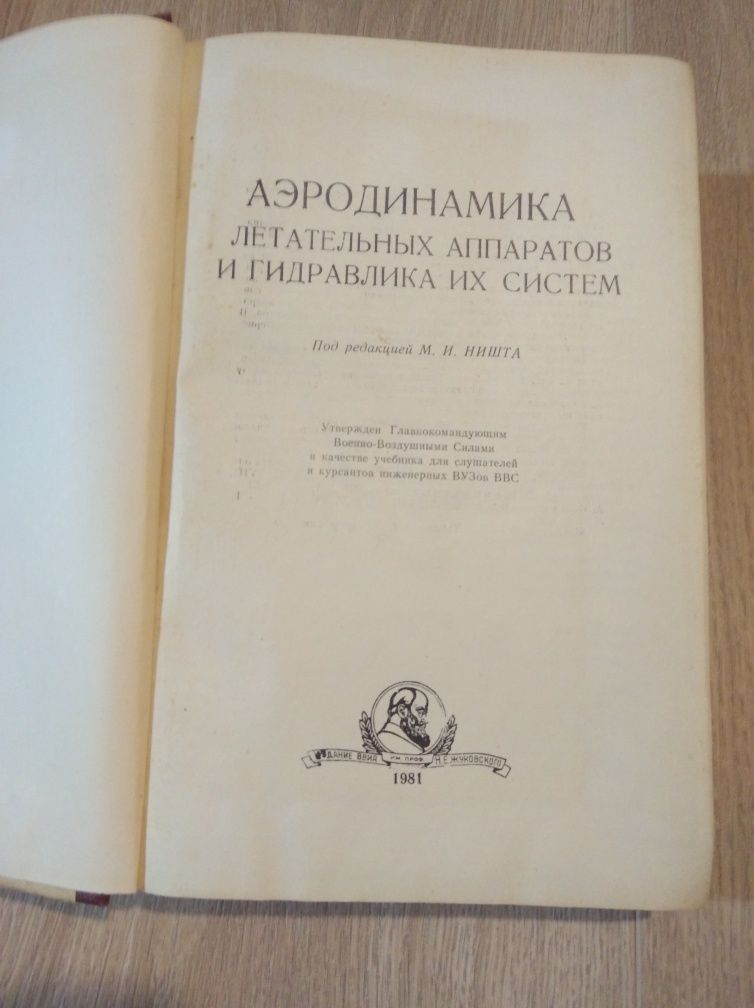 АЭРОДИНАМИКА
ЛЕТАТЕЛЬНЫХ АППАРАТОВ
И ГИДРАВЛИКА ИХ СИСТЕМ
Под редакцией М. И. НИШТА
Утвержден Главнокомандующим
Военно-Воздушными Силами
в качестве учебника для слушателей
и курсантов инженерных ВУЗов ВВС
ИЗДАНИЕ ВВИА ИМ. ПРОФ. Н.Е. ЖУКОВСКОГО
1981